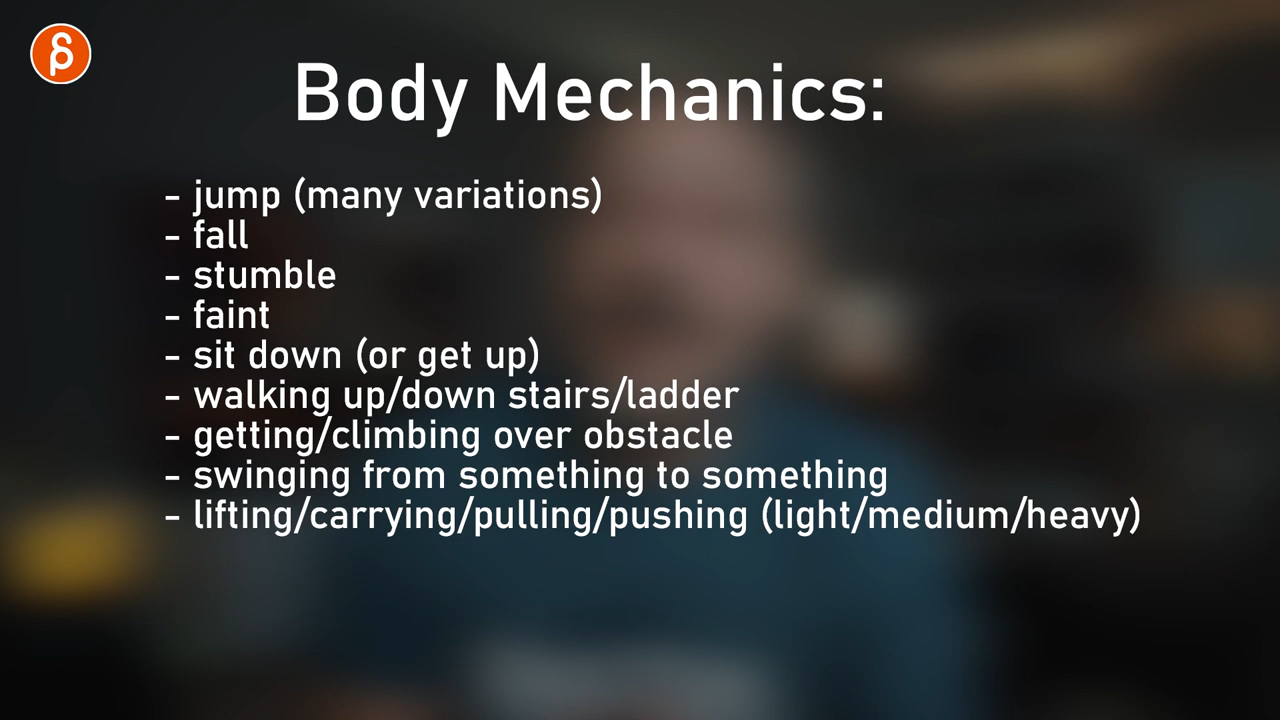 Body Mechanics:
- jump (many variations)
- fall
- stumble
- faint
- sit down (or get up)
- walking up/down stairs/ladder
- getting/climbing over obstacle
- swinging from something to something
- lifting/carrying/pulling/pushing (light/medium/heavy)